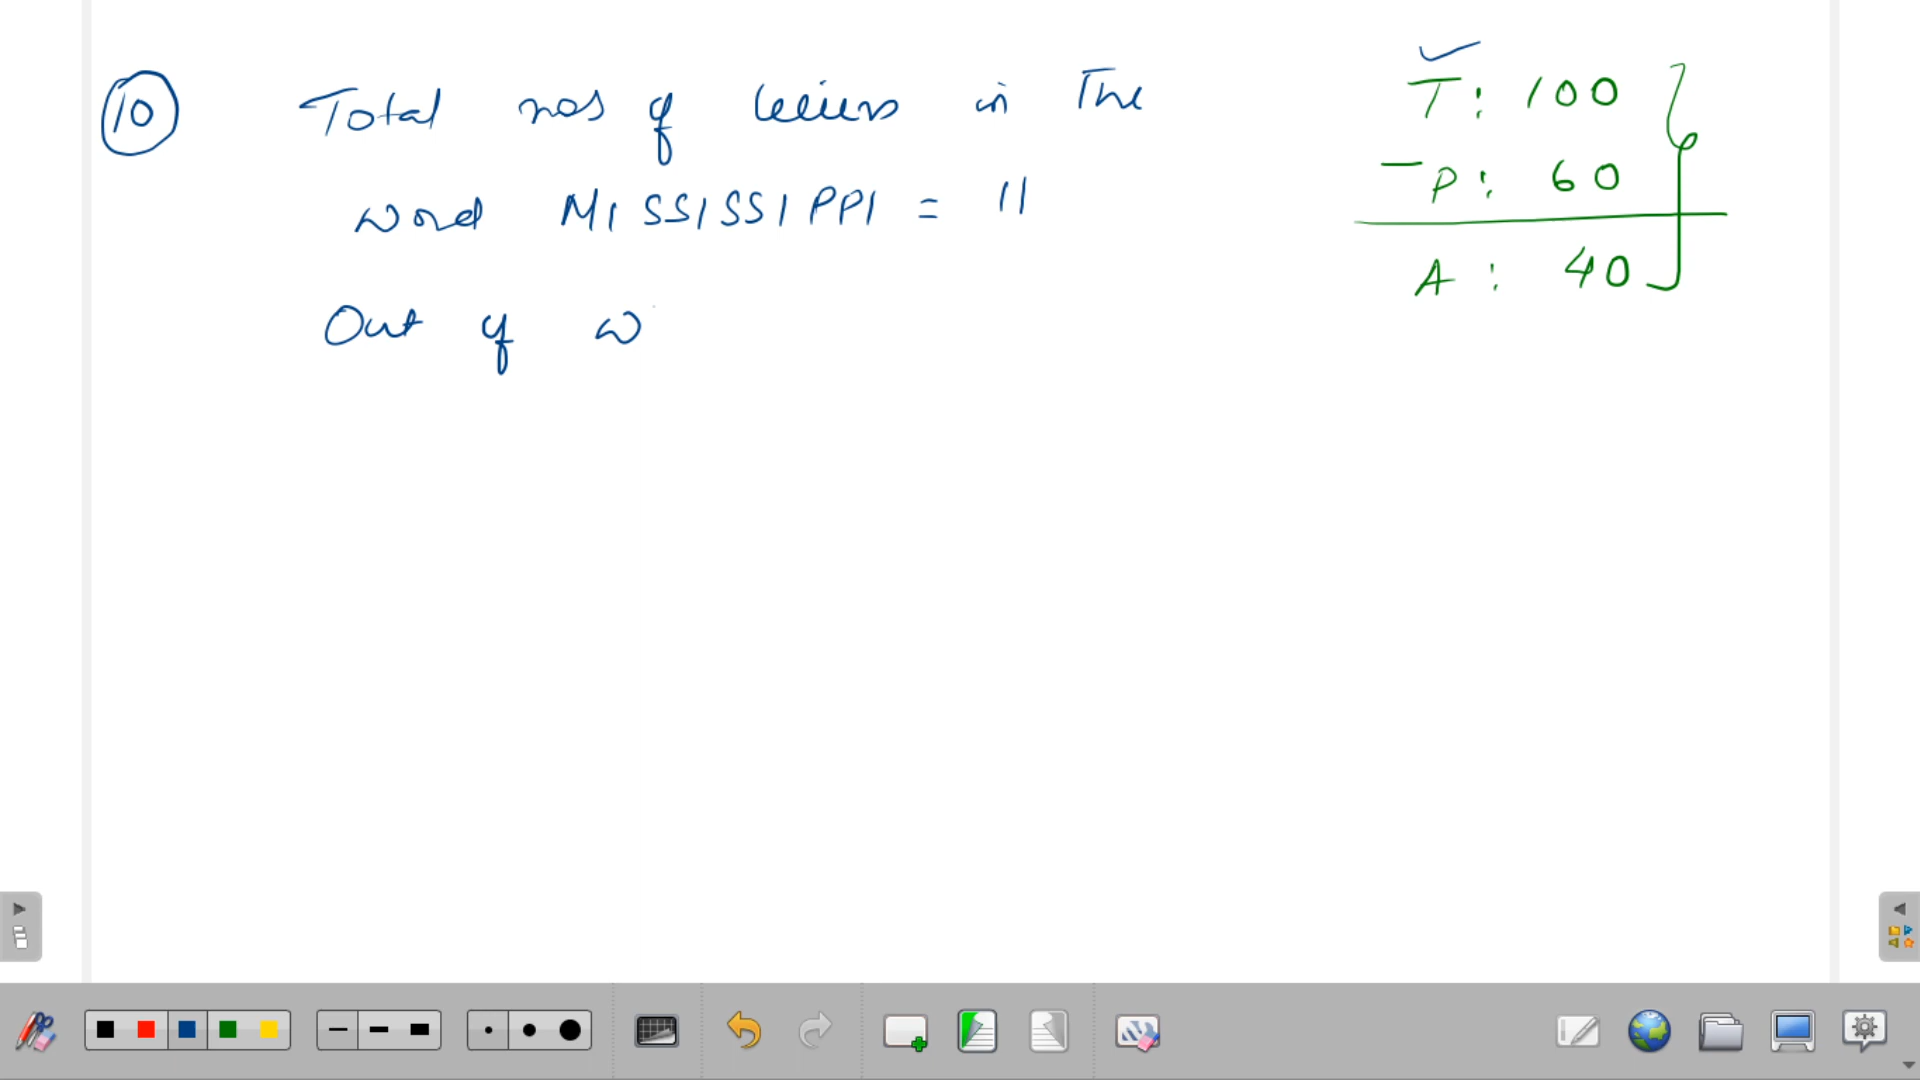 10 Total nos of letters in The
word MISSISSIPPI = 11
Out of w
T: 100
- P: 60
A: 40